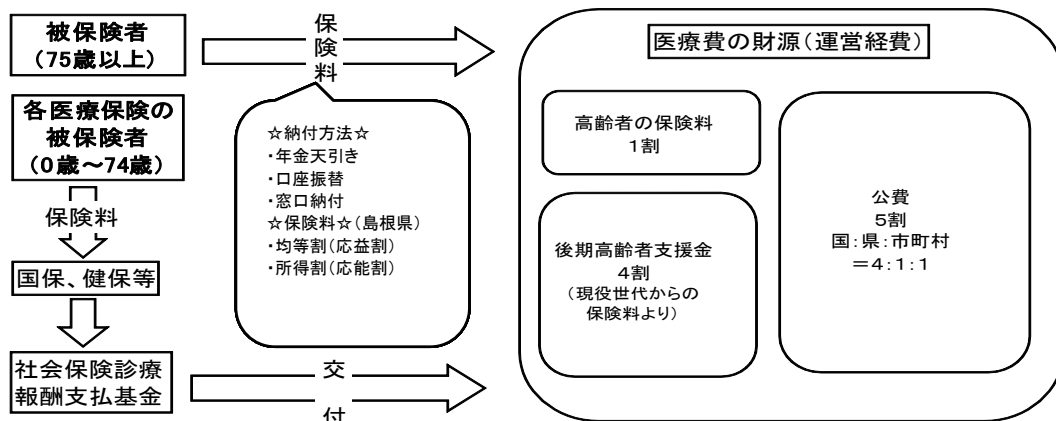 被保険者
(75歳以上)
保険料
各医療保険の
被保険者
(0歳～74歳)
保険料
国保、健保等
社会保険診療
報酬支払基金
交付
☆納付方法☆
・年金天引き
・口座振替
・窓口納付
☆保険料☆(島根県)
・均等割(応益割)
・所得割(応能割)
医療費の財源(運営経費)
高齢者の保険料
1割
後期高齢者支援金
4割
(現役世代からの
保険料より)
公費
5割
国:県:市町村
=4:1:1